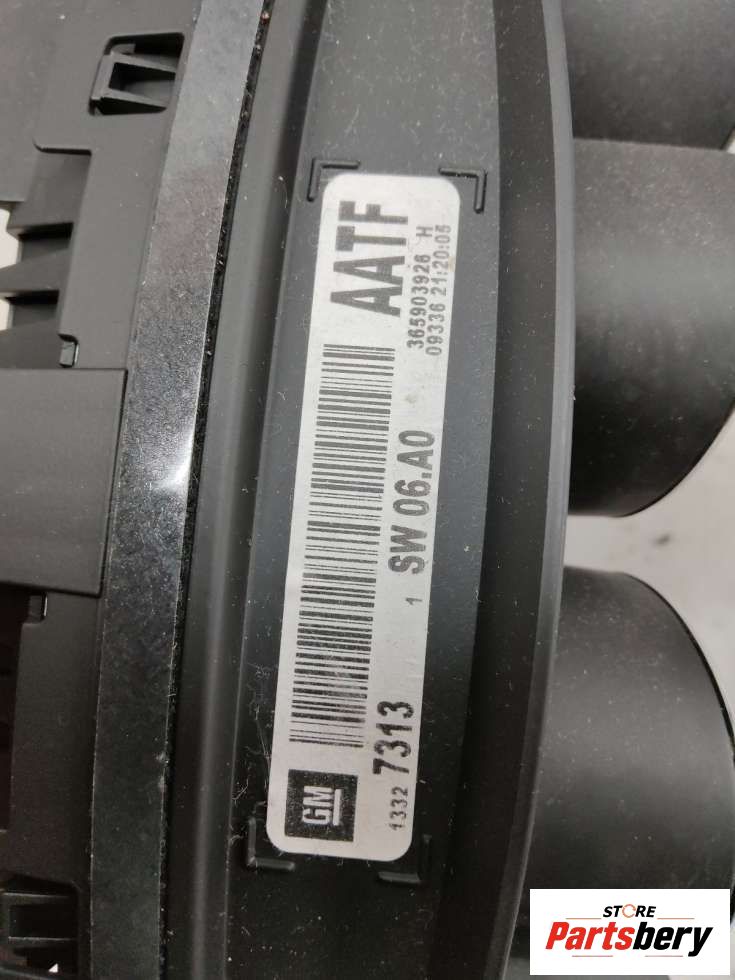 AATF
365903926 H
09336 21:20:05
1 SW 06.A0
GM
1332 7313
STORE
Partsbery